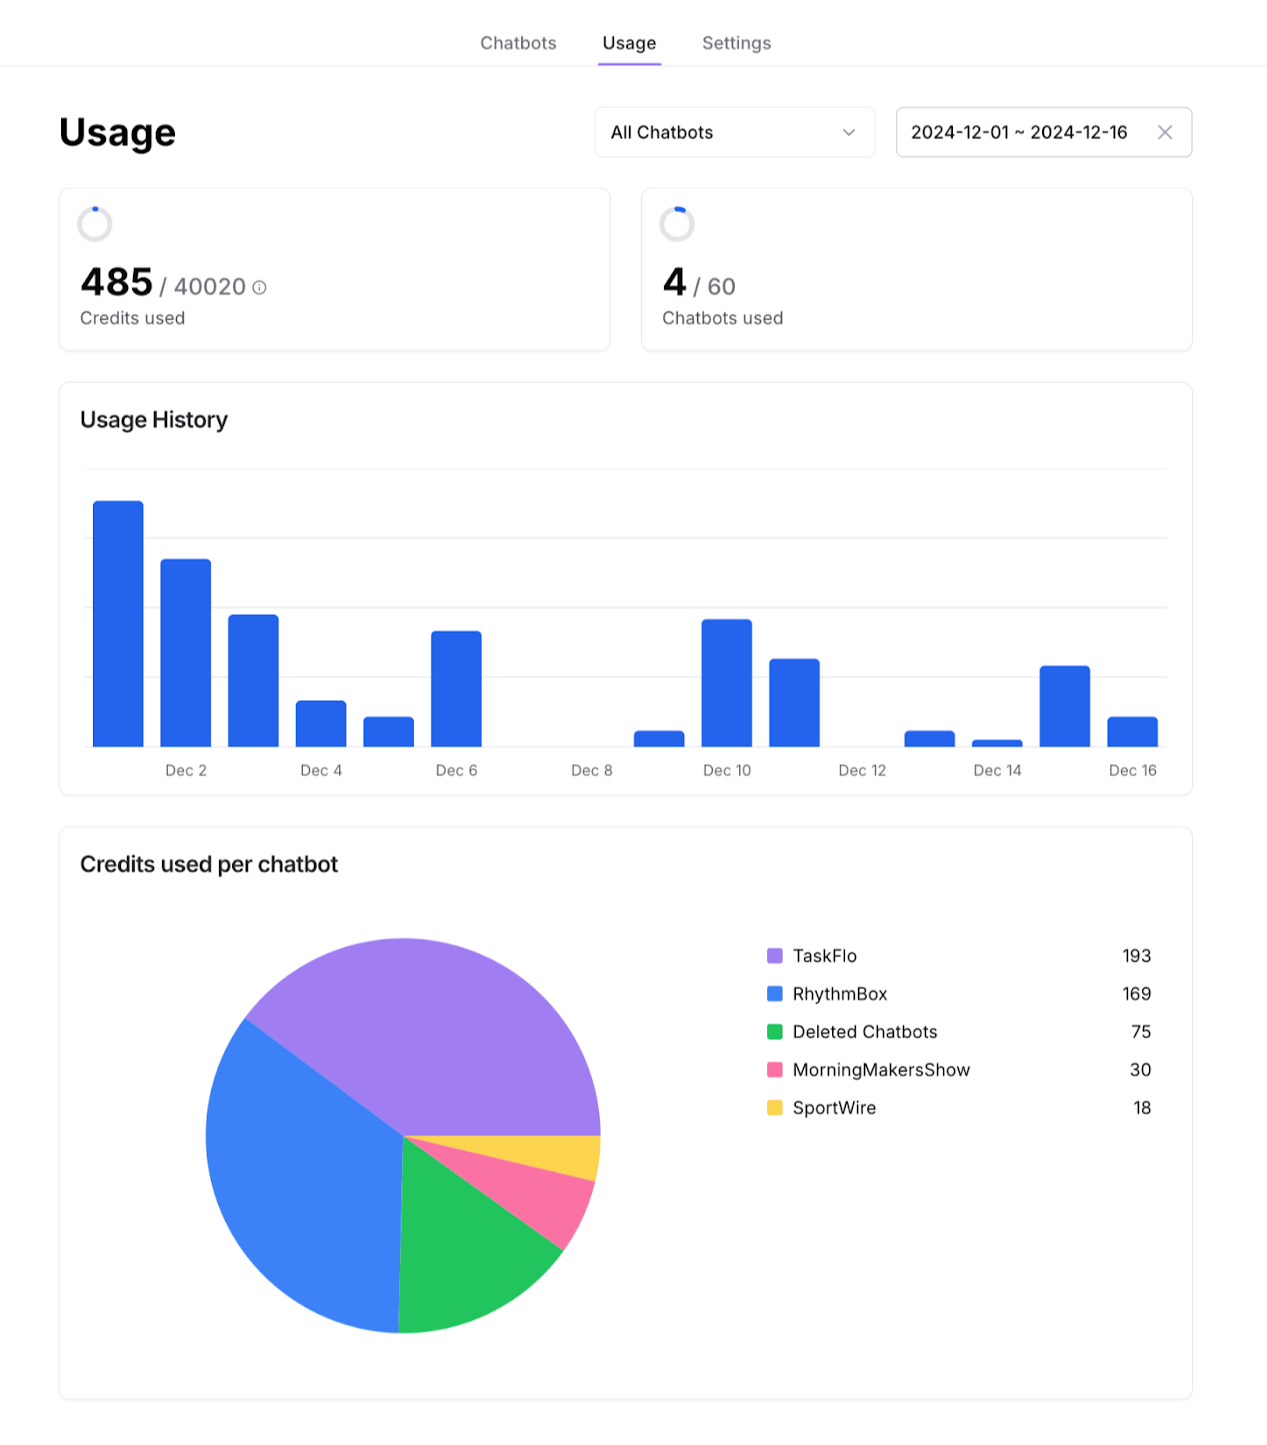 Chatbots Usage Settings
Usage
All Chatbots
2024-12-01 ~ 2024-12-16
485 / 40020
Credits used
4 / 60
Chatbots used
Usage History
Dec 2 Dec 4 Dec 6 Dec 8 Dec 10 Dec 12 Dec 14 Dec 16
Credits used per chatbot
TaskFlo 193
RhythmBox 169
Deleted Chatbots 75
MorningMakersShow 30
SportWire 18